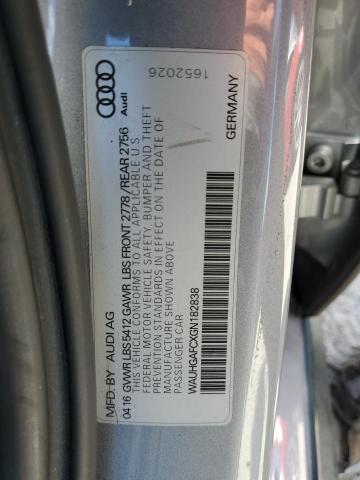 MFD. BY AUDI AG
Audi
04 16 GVWR LBS 5412 GAWR LBS FRONT 2778 / REAR 2756
THIS CONFORMS TO ALL APPLICABLE U.S.
FEDERAL MOTOR VEHICLE SAFETY, BUMPER AND THEFT
PREVENTION STANDARDS IN EFFECT ON THE DATE OF
MANUFACTURE SHOWN ABOVE
PASSENGER CAR
WAUHGAFCXGN182838
GERMANY
1652026